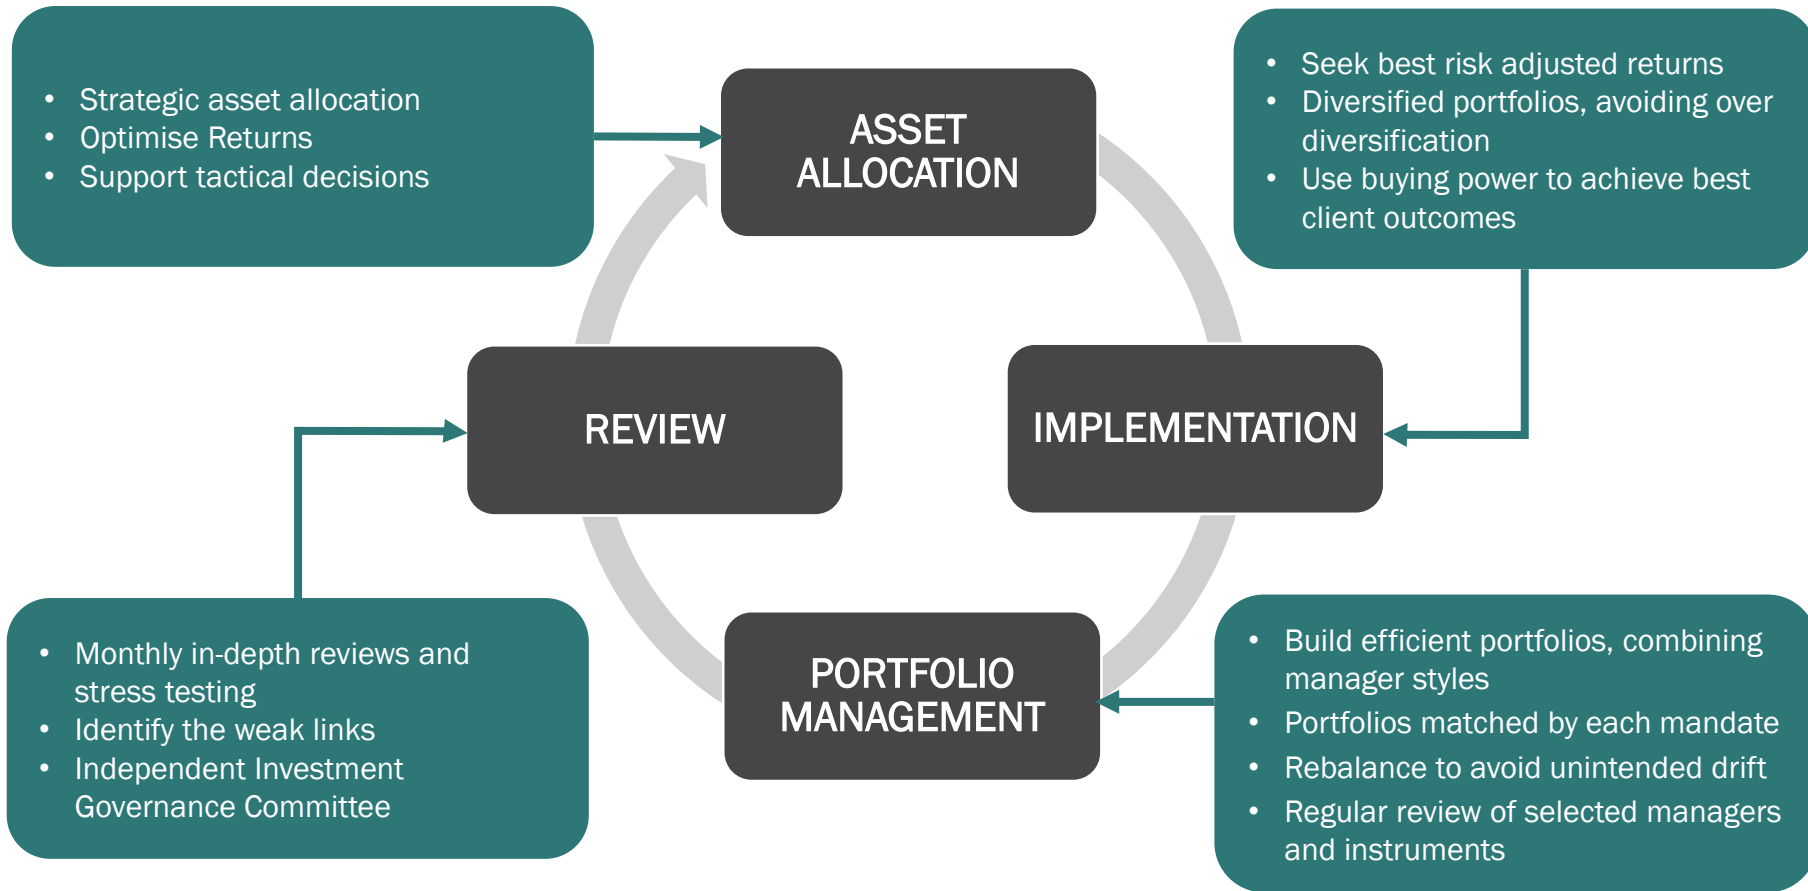 • Strategic asset allocation
• Optimise Returns
• Support tactical decisions
ASSET
ALLOCATION
• Seek best risk adjusted returns
• Diversified portfolios, avoiding over
diversification
• Use buying power to achieve best
client outcomes
REVIEW
IMPLEMENTATION
• Monthly in-depth reviews and
stress testing
• Identify the weak links
• Independent Investment
Governance Committee
PORTFOLIO
MANAGEMENT
• Build efficient portfolios, combining
manager styles
• Portfolios matched by each mandate
• Rebalance to avoid unintended drift
• Regular review of selected managers
and instruments